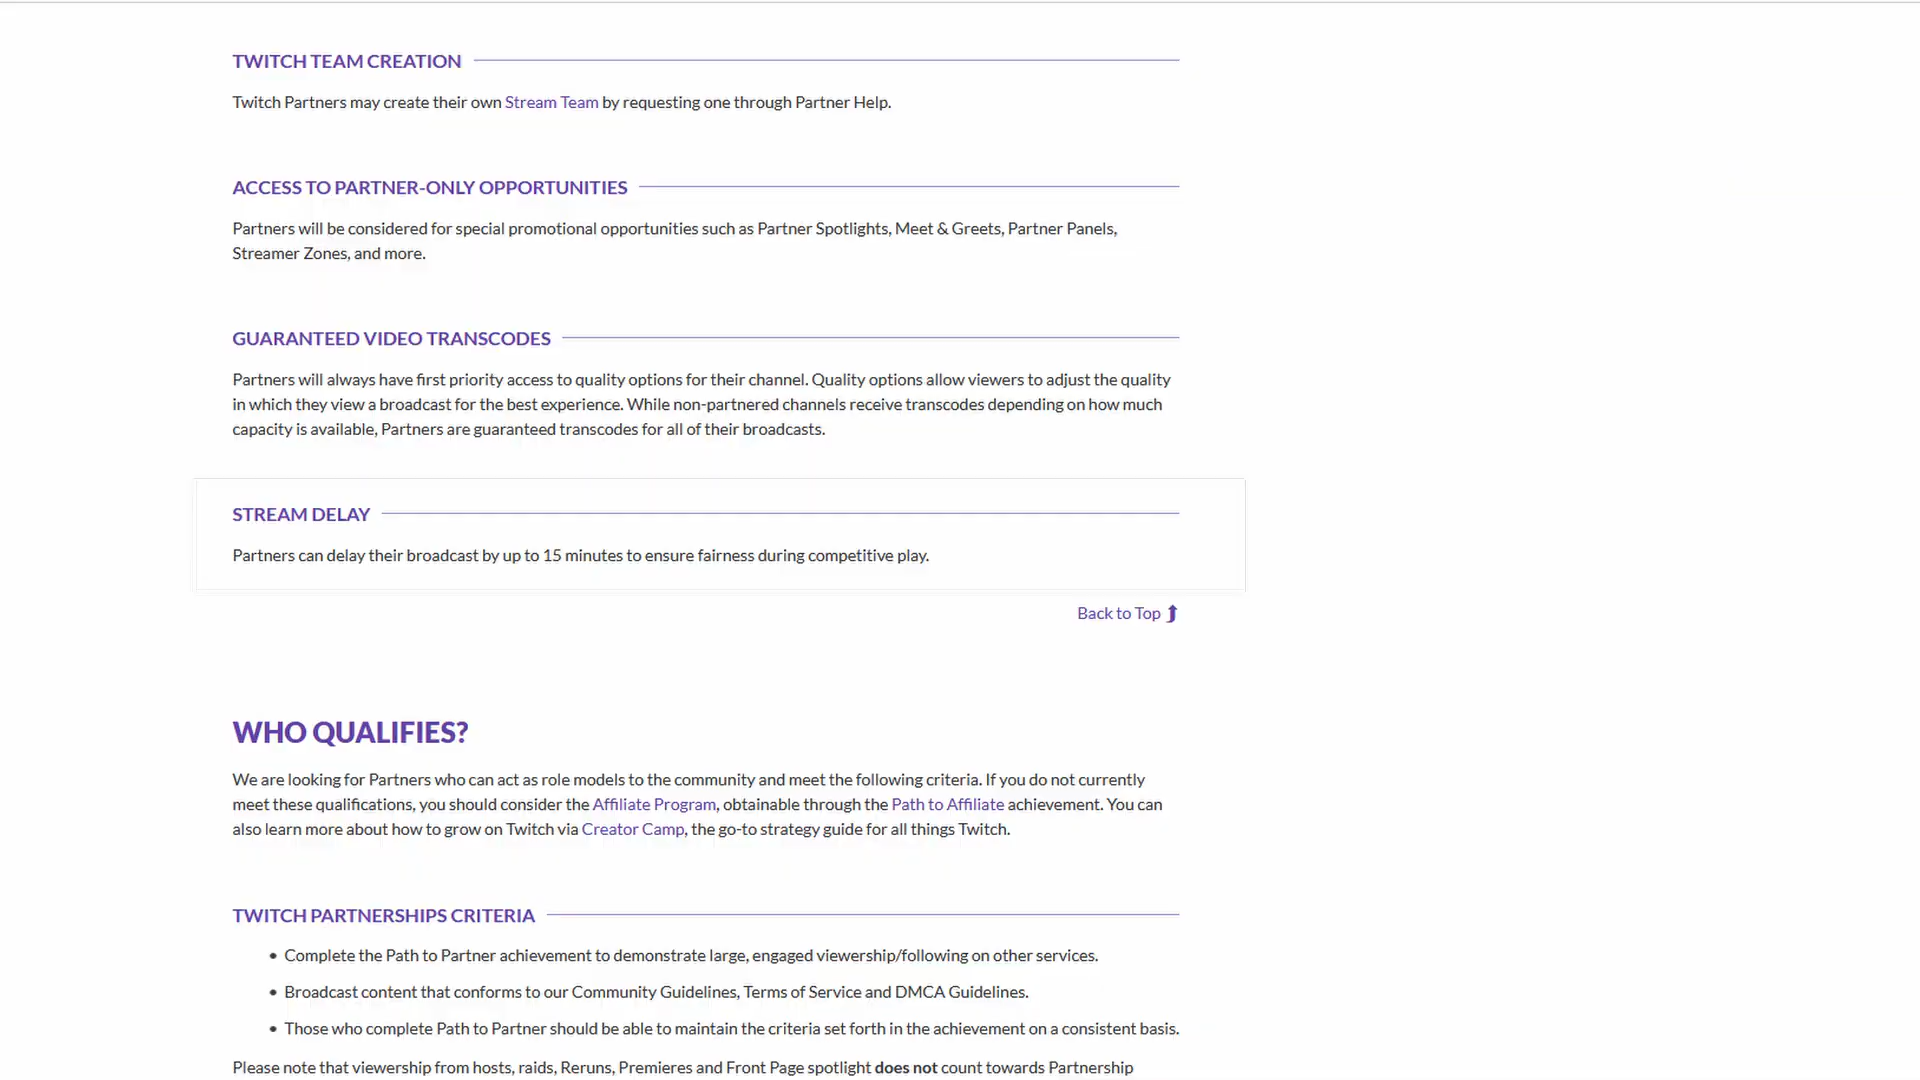 TWITCH TEAM CREATION
Twitch Partners may create their own Stream Team by requesting one through Partner Help.
ACCESS TO PARTNER-ONLY OPPORTUNITIES
Partners will be considered for special promotional opportunities such as Partner Spotlights, Meet & Greets, Partner Panels,
Streamer Zones, and more.
GUARANTEED VIDEO TRANSCODES
Partners will always have first priority access to quality options for their channel. Quality options allow viewers to adjust the quality
in which they view a broadcast for the best experience. While non-partnered channels receive transcodes depending on how much
capacity is available, Partners are guaranteed transcodes for all of their broadcasts.
STREAM DELAY
Partners can delay their broadcast by up to 15 minutes to ensure fairness during competitive play.
Back to Top
WHO QUALIFIES?
We are looking for Partners who can act as role models to the community and meet the following criteria. If you do not currently
meet these qualifications, you should consider the Affiliate Program, obtainable through the Path to Affiliate achievement. You can
also learn more about how to grow on Twitch via Creator Camp, the go-to strategy guide for all things Twitch.
TWITCH PARTNERSHIPS CRITERIA
• Complete the Path to Partner achievement to demonstrate large, engaged viewership/following on other services.
• Broadcast content that conforms to our Community Guidelines, Terms of Service and DMCA Guidelines.
• Those who complete Path to Partner should be able to maintain the criteria set forth in the achievement on a consistent basis.
Please note that viewership from hosts, raids, Reruns, Premieres and Front Page spotlight does not count towards Partnership